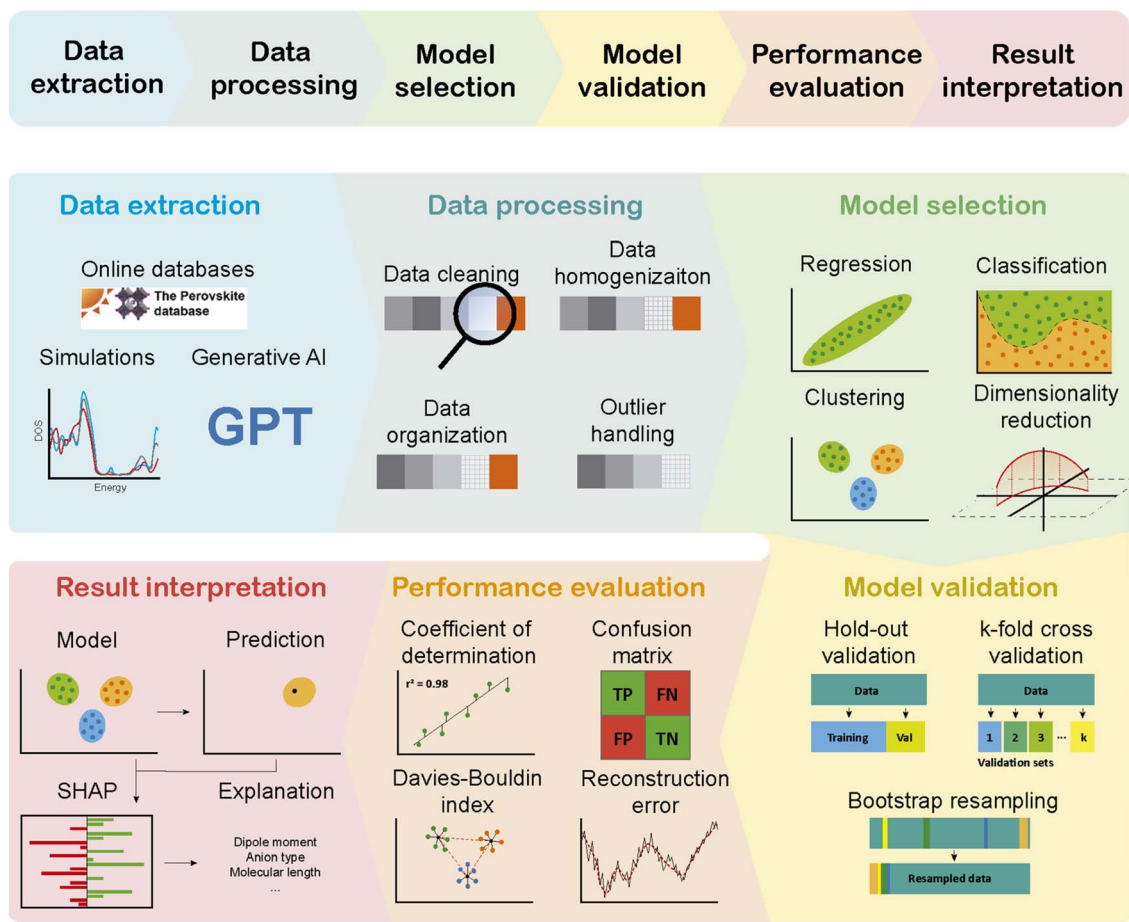 Data
extraction
Data
processing
Model
selection
Model
validation
Performance
evaluation
Result
interpretation
Data extraction
Online databases
The Perovskite
database
Simulations
DOS
Energy
Generative AI
GPT
Data processing
Data cleaning
Data
homogenizaiton
Data
organization
Outlier
handling
Model selection
Regression
Classification
Clustering
Dimensionality
reduction
Result interpretation
Model
Prediction
SHAP
Explanation
Dipole moment
Anion type
Molecular length
...
Performance evaluation
Coefficient of
determination
r² = 0.98
Confusion
matrix
TP
FN
FP
TN
Davies-Bouldin
index
Reconstruction
error
Model validation
Hold-out
validation
Data
Training
Val
k-fold cross
validation
Data
1
2
3
...
k
Validation sets
Bootstrap resampling
Resampled data